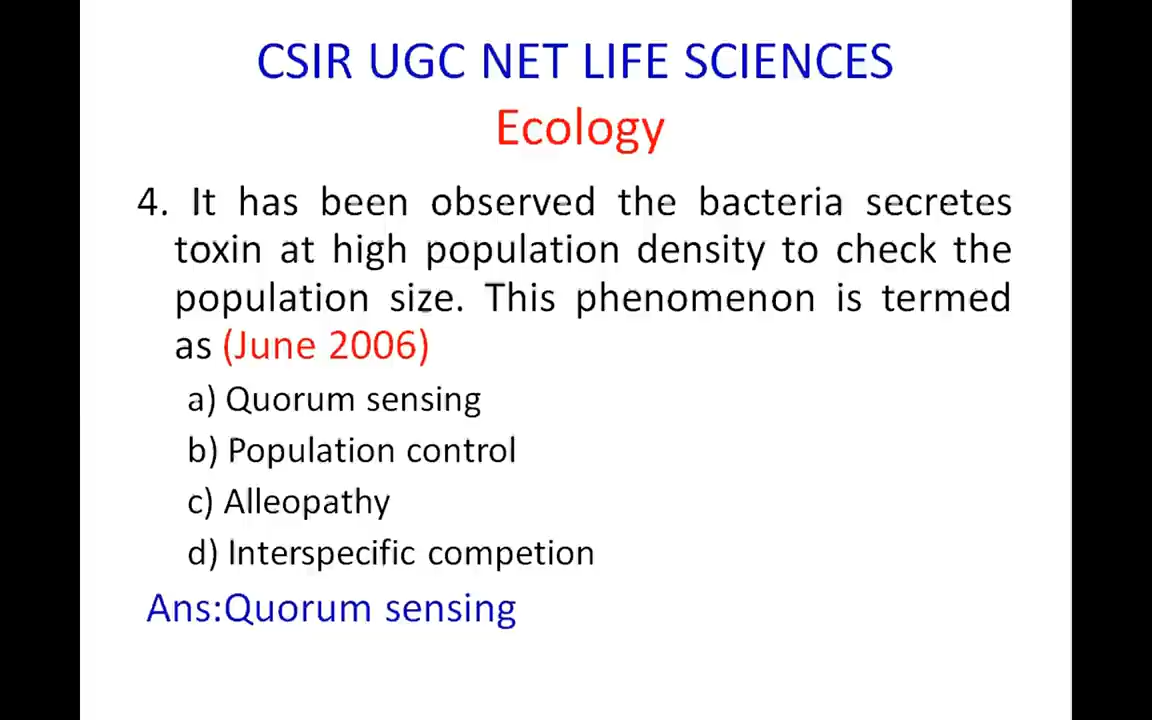 CSIR UGC NET LIFE SCIENCES
Ecology
4. It has been observed the bacteria secretes
toxin at high population density to check the
population size. This phenomenon is termed
as (June 2006)
a) Quorum sensing
b) Population control
c) Alleopathy
d) Interspecific competion
Ans:Quorum sensing